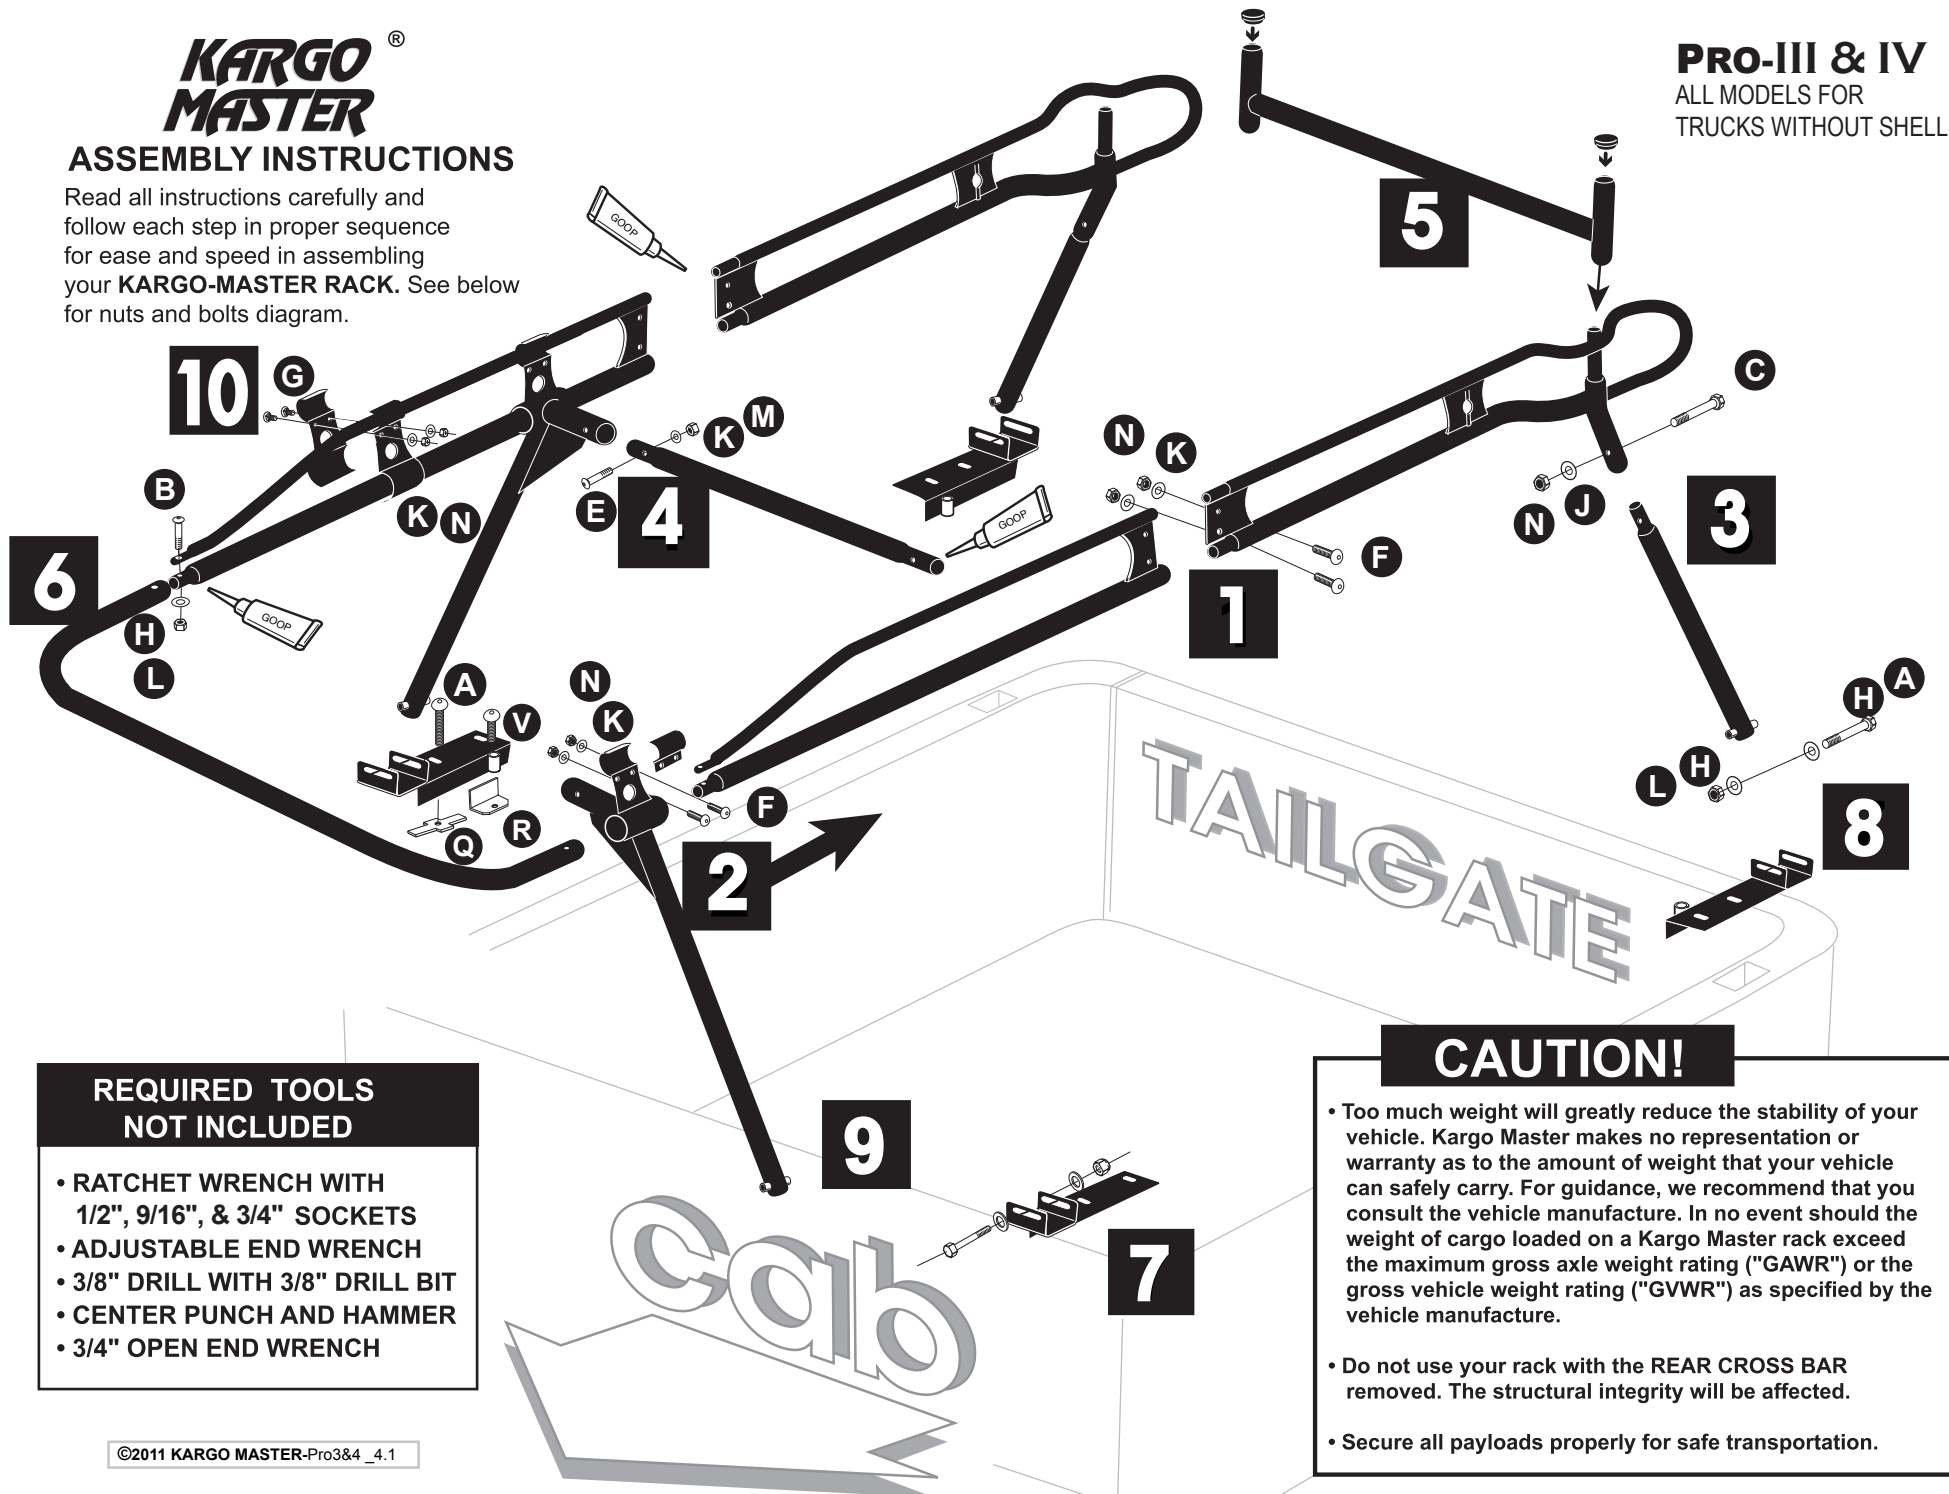 KARGO ®
MASTER
ASSEMBLY INSTRUCTIONS
Read all instructions carefully and
follow each step in proper sequence
for ease and speed in assembling
your KARGO-MASTER RACK. See below
for nuts and bolts diagram.
PRO-III & IV
ALL MODELS FOR
TRUCKS WITHOUT SHELL
5
GOOP
10
G
C
M
K
N
K
B
K
N
E
4
GOOP
N
J
3
F
6
1
GOOP
H
L
A
V
N
K
A
H
H
L
Q
R
F
2
8
TAILGATE
9
7
cab
REQUIRED TOOLS
NOT INCLUDED
• RATCHET WRENCH WITH
1/2", 9/16", & 3/4" SOCKETS
• ADJUSTABLE END WRENCH
• 3/8" DRILL WITH 3/8" DRILL BIT
• CENTER PUNCH AND HAMMER
• 3/4" OPEN END WRENCH
©2011 KARGO MASTER-Pro3&4 _4.1
CAUTION!
• Too much weight will greatly reduce the stability of your
vehicle. Kargo Master makes no representation or
warranty as to the amount of weight that your vehicle
can safely carry. For guidance, we recommend that you
consult the vehicle manufacture. In no event should the
weight of cargo loaded on a Kargo Master rack exceed
the maximum gross axle weight rating ("GAWR") or the
gross vehicle weight rating ("GVWR") as specified by the
vehicle manufacture.
• Do not use your rack with the REAR CROSS BAR
removed. The structural integrity will be affected.
• Secure all payloads properly for safe transportation.